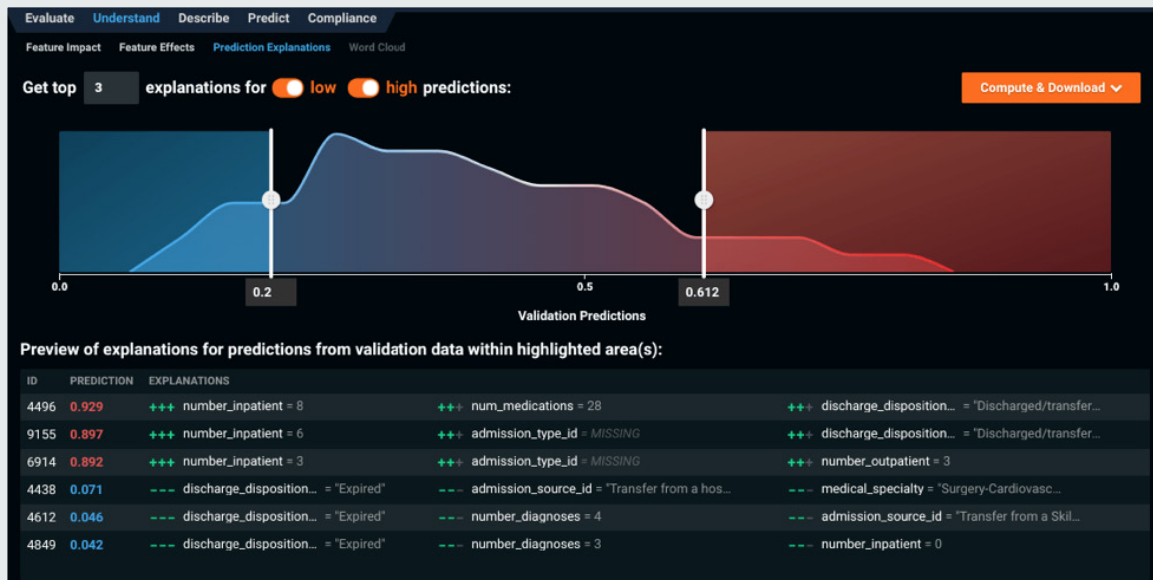 Evaluate Understand Describe Predict Compliance
Feature Impact Feature Effects Prediction Explanations Word Cloud
Get top 3 explanations for low high predictions:
Compute & Download
0.0 0.2 0.5 0.612 1.0
Validation Predictions
Preview of explanations for predictions from validation data within highlighted area(s):
ID PREDICTION EXPLANATIONS
4496 0.929 +++ number_inpatient = 8 +++ num_medications = 28 +++ discharge_disposition... = "Discharged/transfer...
9155 0.897 +++ number_inpatient = 6 +++ admission_type_id = MISSING +++ discharge_disposition... = "Discharged/transfer...
6914 0.892 +++ number_inpatient = 3 +++ admission_type_id = MISSING +++ number_outpatient = 3
4438 0.071 --- discharge_disposition... = "Expired" --- admission_source_id = "Transfer from a hos... --- medical_specialty = "Surgery-Cardiovasc...
4612 0.046 --- discharge_disposition... = "Expired" --- number_diagnoses = 4 --- admission_source_id = "Transfer from a Skil...
4849 0.042 --- discharge_disposition... = "Expired" --- number_diagnoses = 3 --- number_inpatient = 0